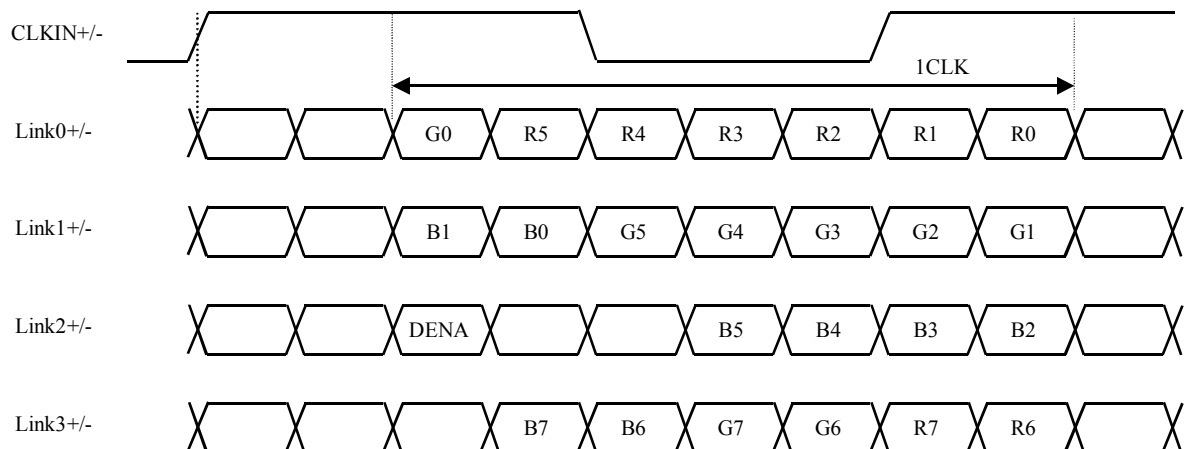 CLKIN+/-
1CLK
Link0+/- G0 R5 R4 R3 R2 R1 R0
Link1+/- B1 B0 G5 G4 G3 G2 G1
Link2+/- DENA B5 B4 B3 B2
Link3+/- B7 B6 G7 G6 R7 R6